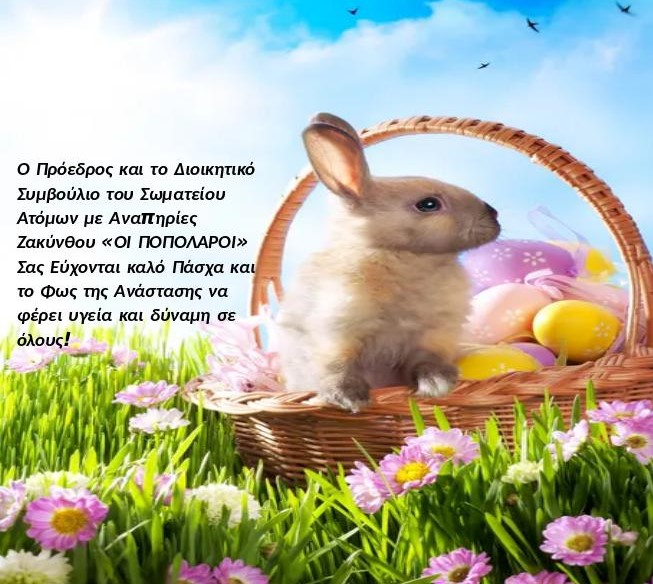 Ο Πρόεδρος και το Διοικητικό
Συμβούλιο του Σωματείου
Ατόμων με Αναπηρίες
Ζακύνθου «ΟΙ ΠΟΠΟΛΑΡΟΙ»
Σας Εύχονται καλό Πάσχα και
το Φως της Ανάστασης να
φέρει υγεία και δύναμη σε
όλους!